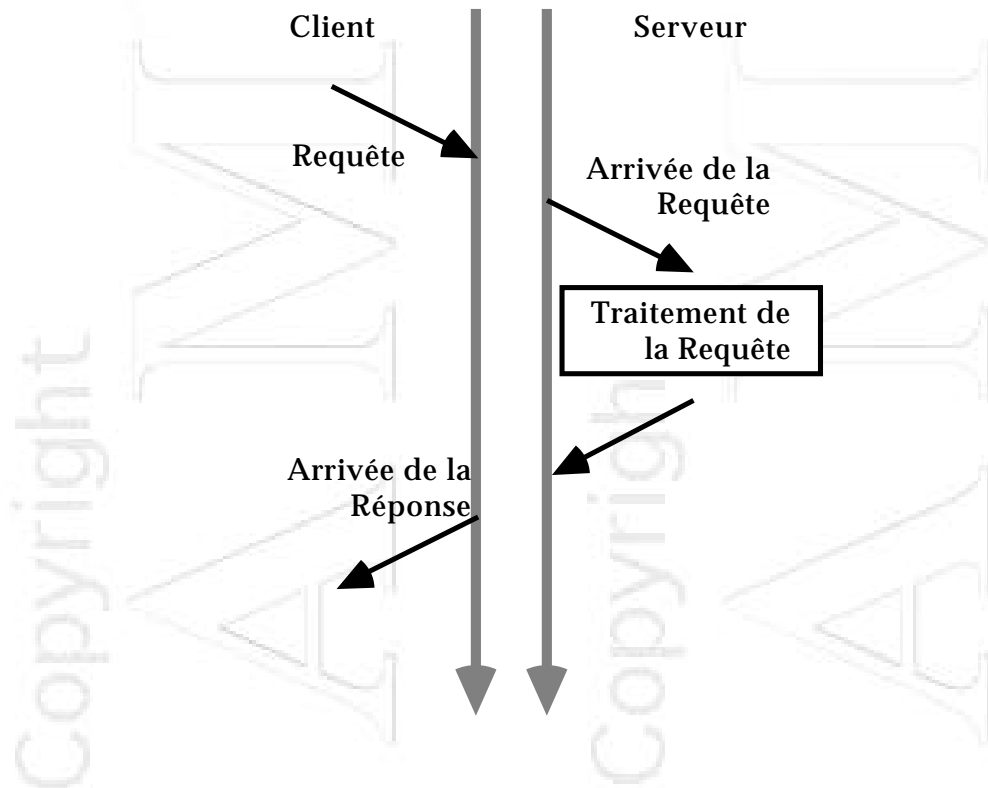 Client
Serveur
Requête
Arrivée de la
Requête
Traitement de
la Requête
Arrivée de la
Réponse
Copyright
Copyright